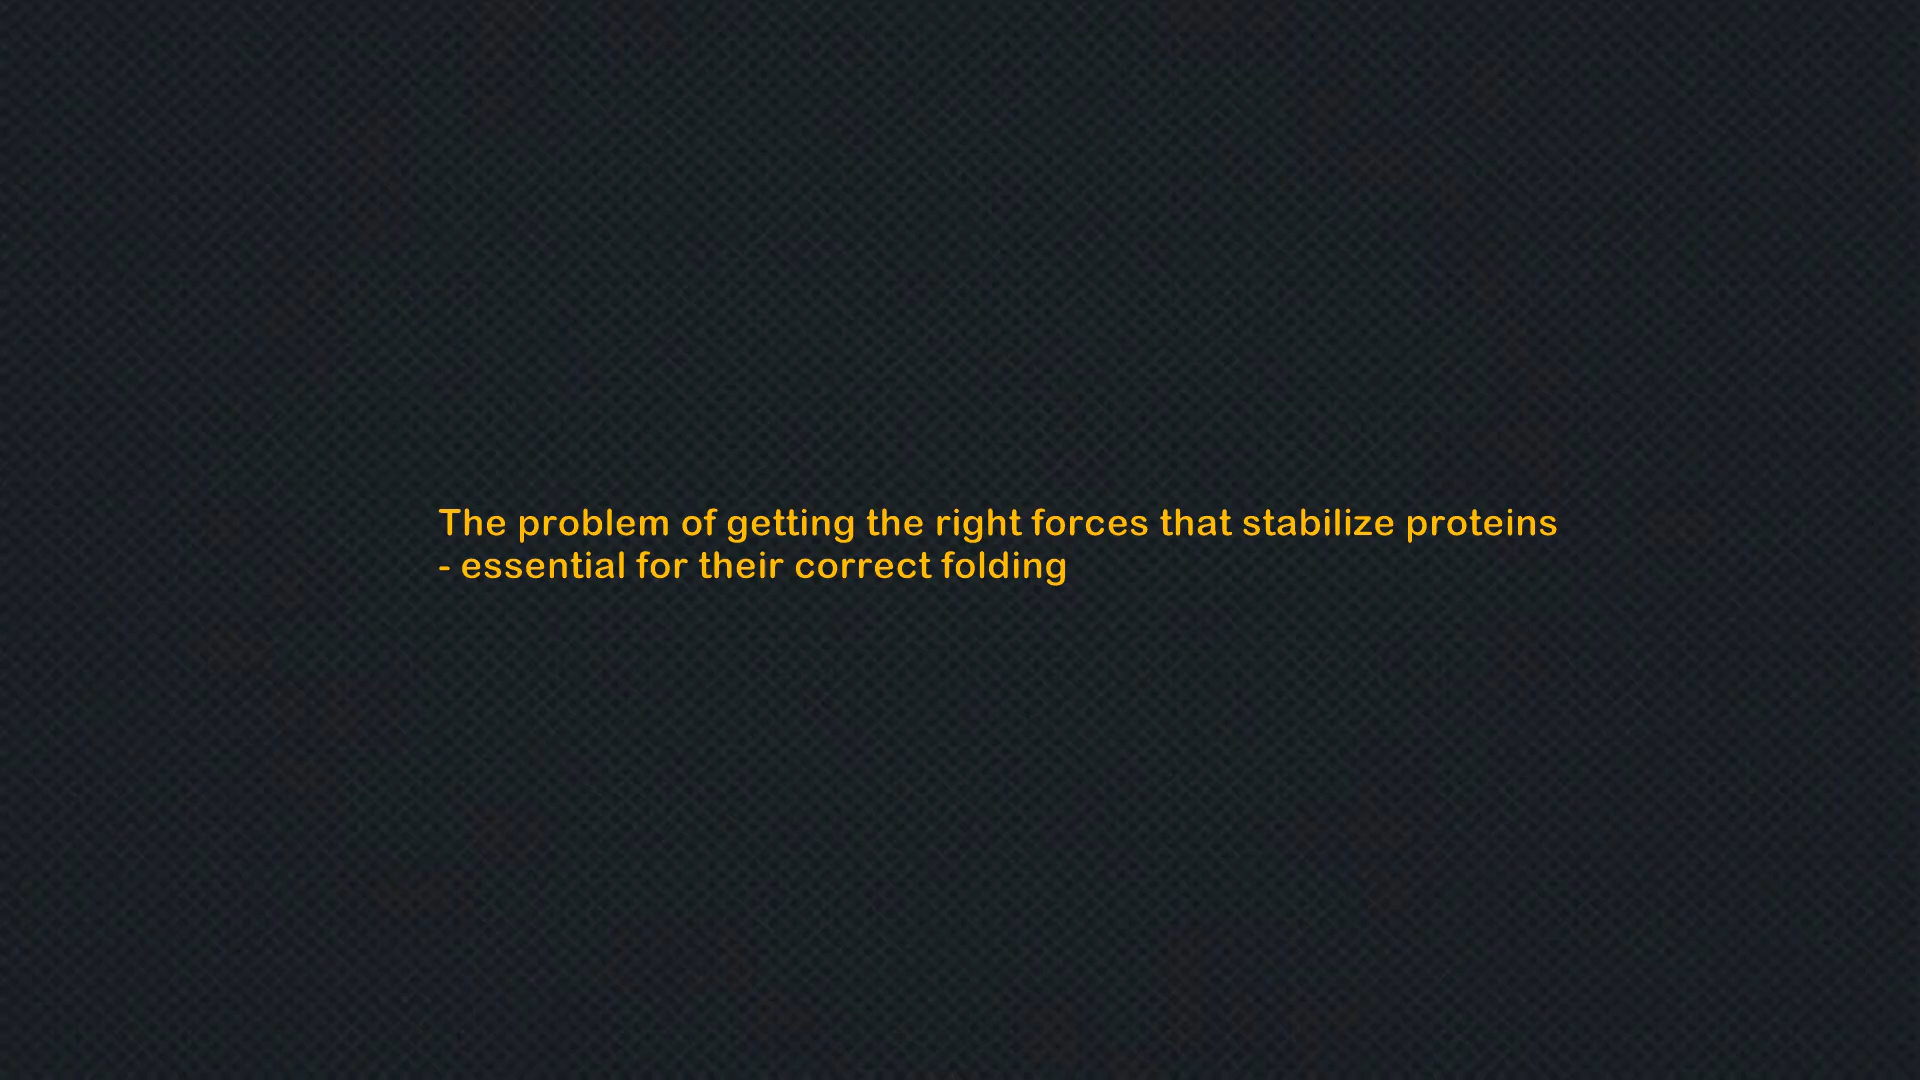 The problem of getting the right forces that stabilize proteins
- essential for their correct folding